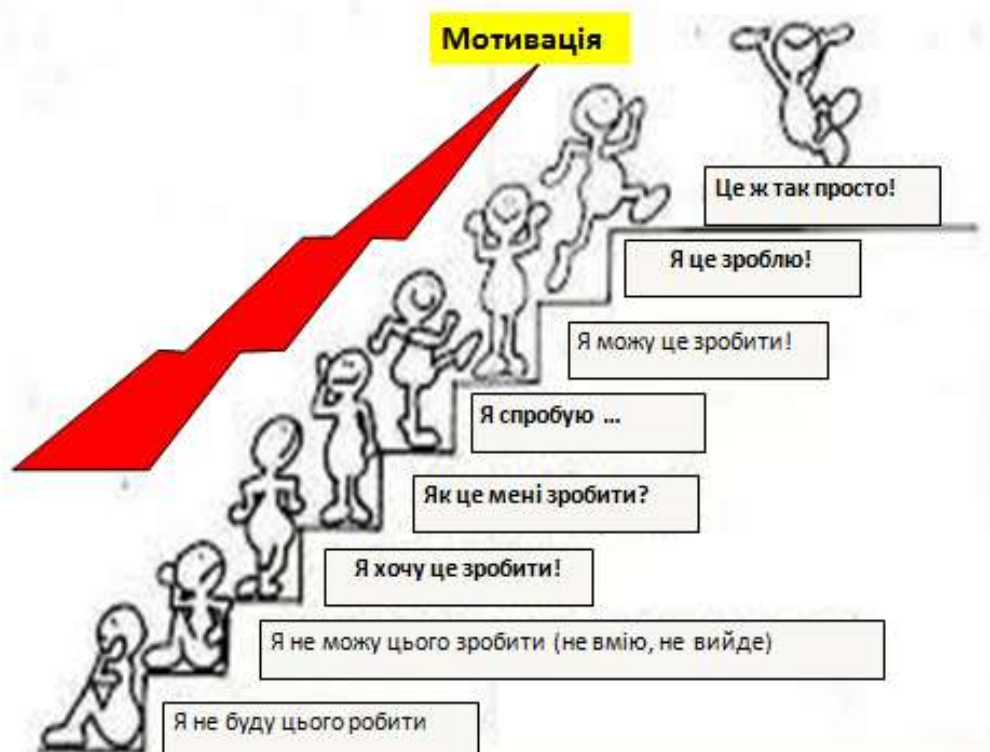 Мотивація
Це ж так просто!
Я це зроблю!
Я можу це зробити!
Я спробую ...
Як це мені зробити?
Я хочу це зробити!
Я не можу цього зробити (не вмію, не вийде)
Я не буду цього робити